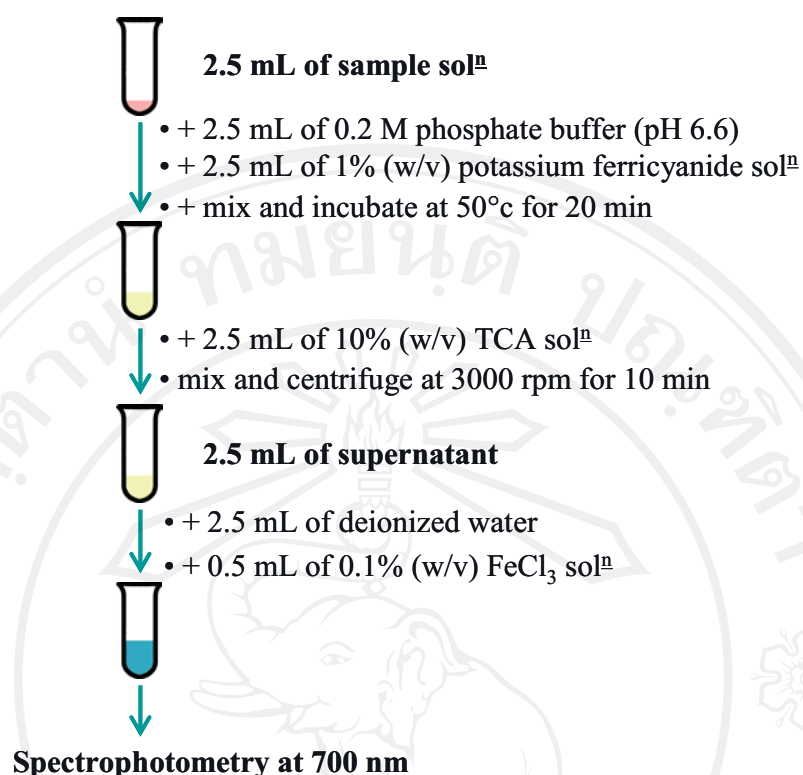 2.5 mL of sample solⁿ
• + 2.5 mL of 0.2 M phosphate buffer (pH 6.6)
• + 2.5 mL of 1% (w/v) potassium ferricyanide solⁿ
• + mix and incubate at 50°c for 20 min
• + 2.5 mL of 10% (w/v) TCA solⁿ
• mix and centrifuge at 3000 rpm for 10 min
2.5 mL of supernatant
• + 2.5 mL of deionized water
• + 0.5 mL of 0.1% (w/v) FeCl₃ solⁿ
Spectrophotometry at 700 nm